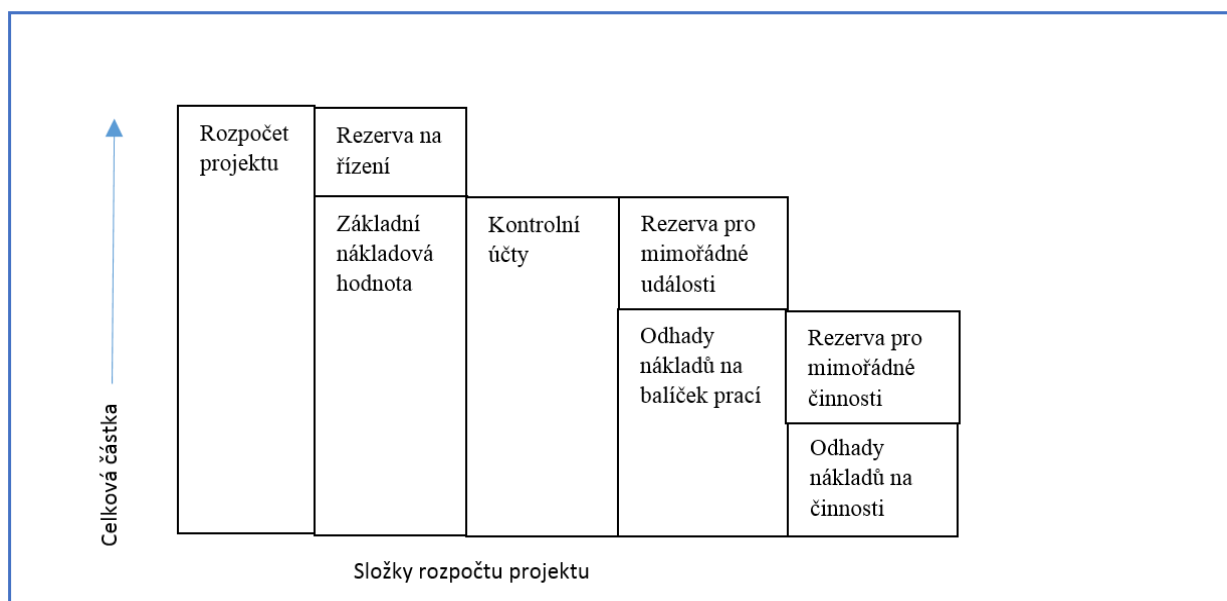 Rozpočet
projektu
Rezerva na
řízení
Základní
nákladová
hodnota
Kontrolní
účty
Rezerva pro
mimořádné
události
Odhady
nákladů na
balíček prací
Rezerva pro
mimořádné
činnosti
Odhady
nákladů na
činnosti
Celková částka
Složky rozpočtu projektu